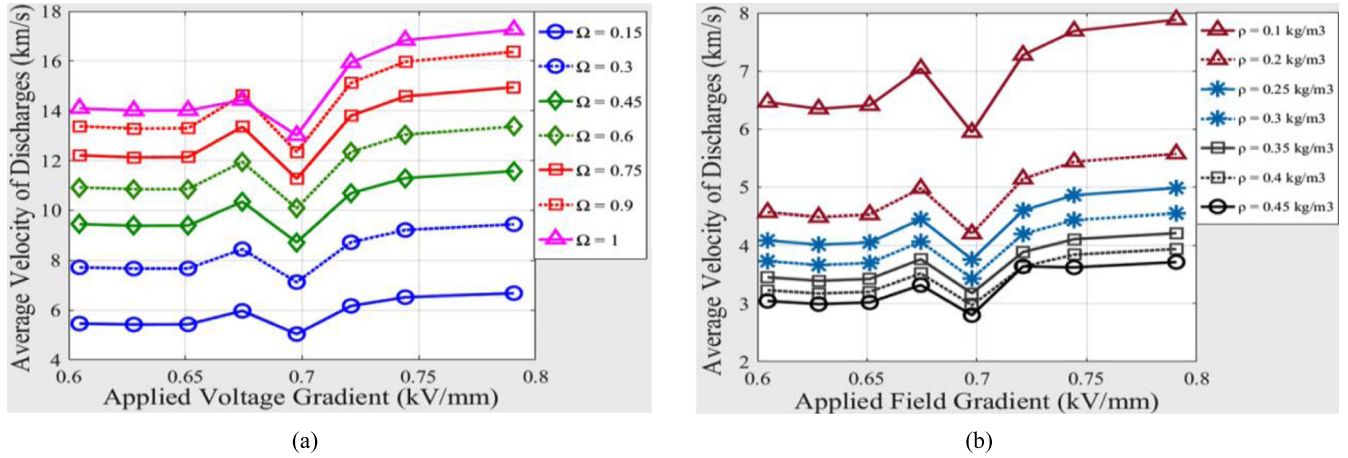 Average Velocity of Discharges (km/s)
18
16
14
12
10
8
6
4
0.6
0.65
0.7
0.75
0.8
Applied Voltage Gradient (kV/mm)
Ω = 0.15
Ω = 0.3
Ω = 0.45
Ω = 0.6
Ω = 0.75
Ω = 0.9
Ω = 1
(a)
Average Velocity of Discharges (km/s)
8
7
6
5
4
3
2
0.6
0.65
0.7
0.75
0.8
Applied Field Gradient (kV/mm)
ρ = 0.1 kg/m3
ρ = 0.2 kg/m3
ρ = 0.25 kg/m3
ρ = 0.3 kg/m3
ρ = 0.35 kg/m3
ρ = 0.4 kg/m3
ρ = 0.45 kg/m3
(b)